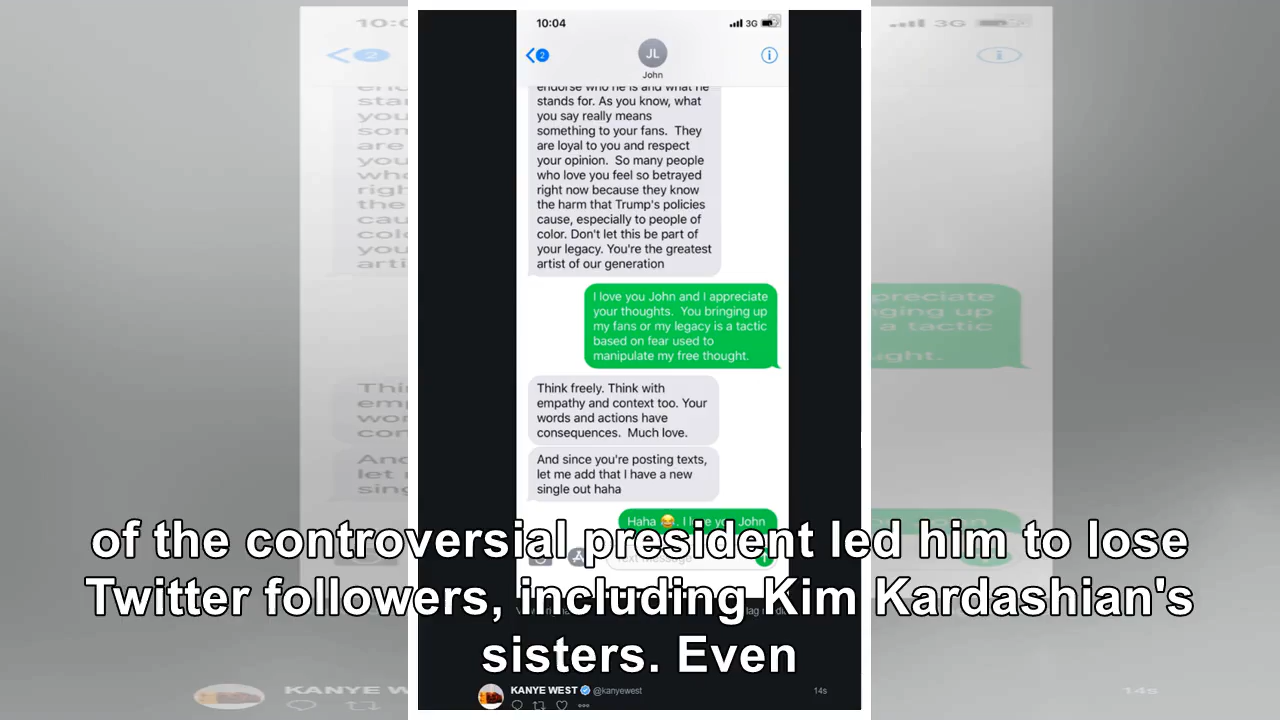 10:04
3G
2
JL
John
endorse who he is and what he
stands for. As you know, what
you say really means
something to your fans. They
are loyal to you and respect
your opinion. So many people
who love you feel so betrayed
right now because they know
the harm that Trump's policies
cause, especially to people of
color. Don't let this be part of
your legacy. You're the greatest
artist of our generation
I love you John and I appreciate
your thoughts. You bringing up
my fans or my legacy is a tactic
based on fear used to
manipulate my free thought.
Think freely. Think with
empathy and context too. Your
words and actions have
consequences. Much love.
And since you're posting texts,
let me add that I have a new
single out haha
Haha 😂. I love you John
Text Message
of the controversial president led him to lose
Twitter followers, including Kim Kardashian's
sisters. Even
KANYE WEST @kanyewest 14s